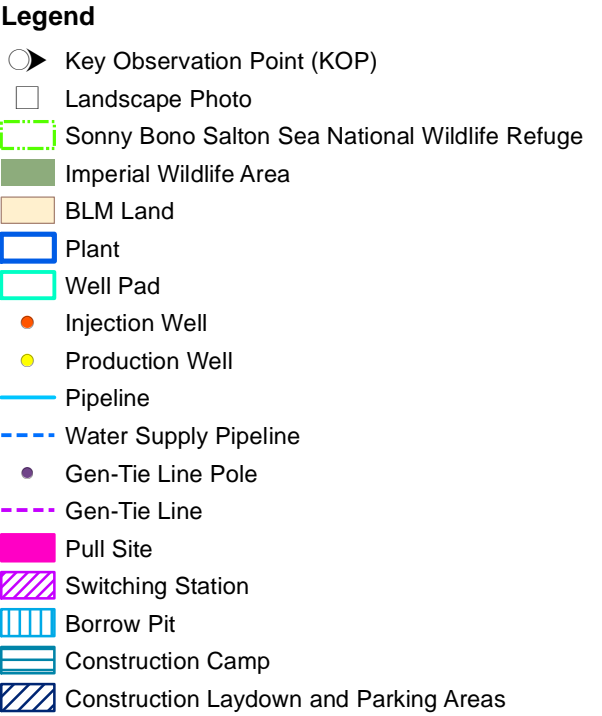 Legend
Key Observation Point (KOP)
Landscape Photo
Sonny Bono Salton Sea National Wildlife Refuge
Imperial Wildlife Area
BLM Land
Plant
Well Pad
Injection Well
Production Well
Pipeline
Water Supply Pipeline
Gen-Tie Line Pole
Gen-Tie Line
Pull Site
Switching Station
Borrow Pit
Construction Camp
Construction Laydown and Parking Areas